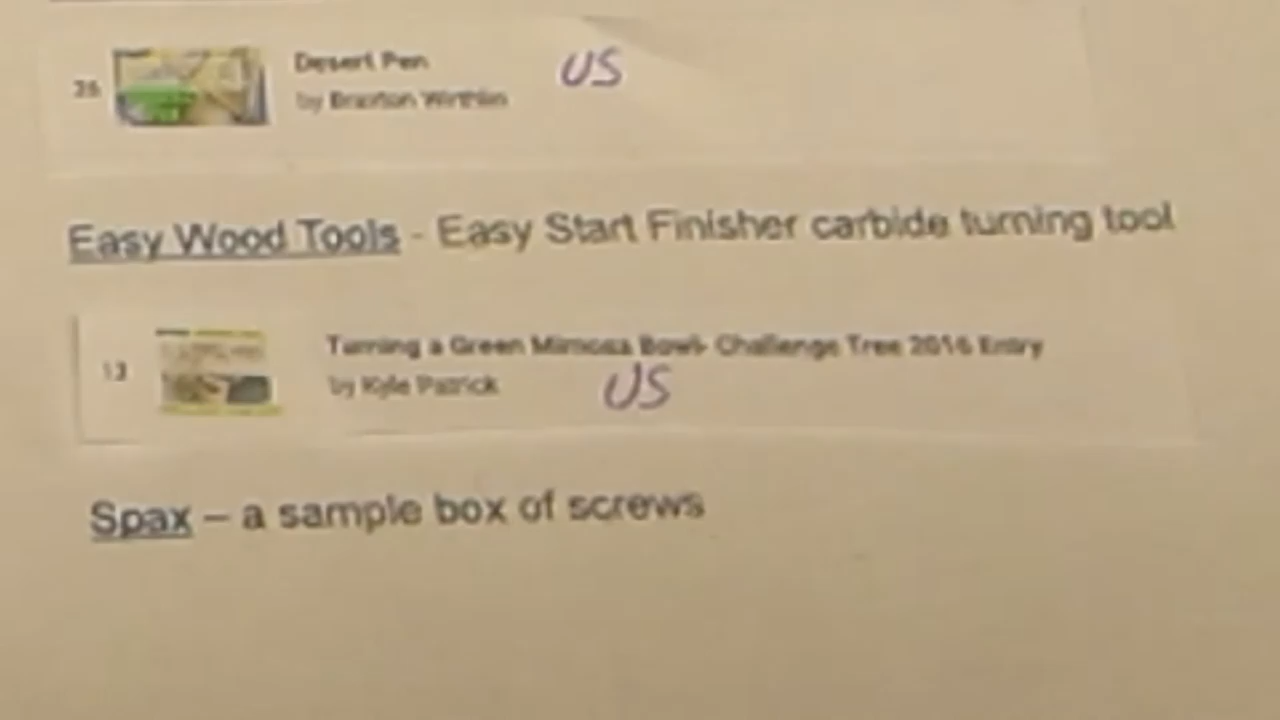 26 Desert Pen US
by Braxton Wirthlin
Easy Wood Tools - Easy Start Finisher carbide turning tool
13 Turning a Green Mimosa Bowl- Challenge Tree 2016 Entry
by Kyle Patrick US
Spax – a sample box of screws